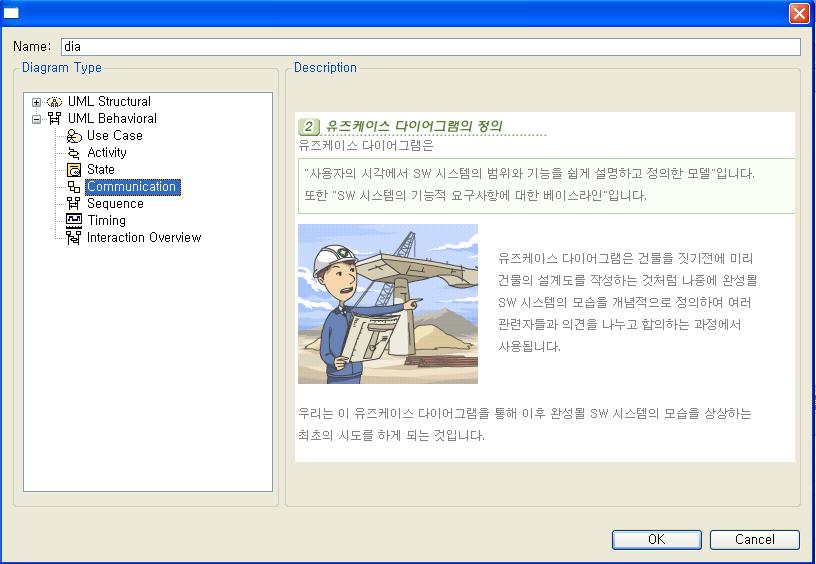 Name: dia
Diagram Type
UML Structural
UML Behavioral
Use Case
Activity
State
Communication
Sequence
Timing
Interaction Overview
Description
2 유즈케이스 다이어그램의 정의
유즈케이스 다이어그램은
"사용자의 시각에서 SW 시스템의 범위와 기능을 쉽게 설명하고 정의한 모델"입니다.
또한 "SW 시스템의 기능적 요구사항에 대한 베이스라인"입니다.
유즈케이스 다이어그램은 건물을 짓기전에 미리
건물의 설계도를 작성하는 것처럼 나중에 완성될
SW 시스템의 모습을 개념적으로 정의하여 여러
관련자들과 의견을 나누고 합의하는 과정에서
사용됩니다.
우리는 이 유즈케이스 다이어그램을 통해 이후 완성될 SW 시스템의 모습을 상상하는
최초의 시도를 하게 되는 것입니다.
OK
Cancel